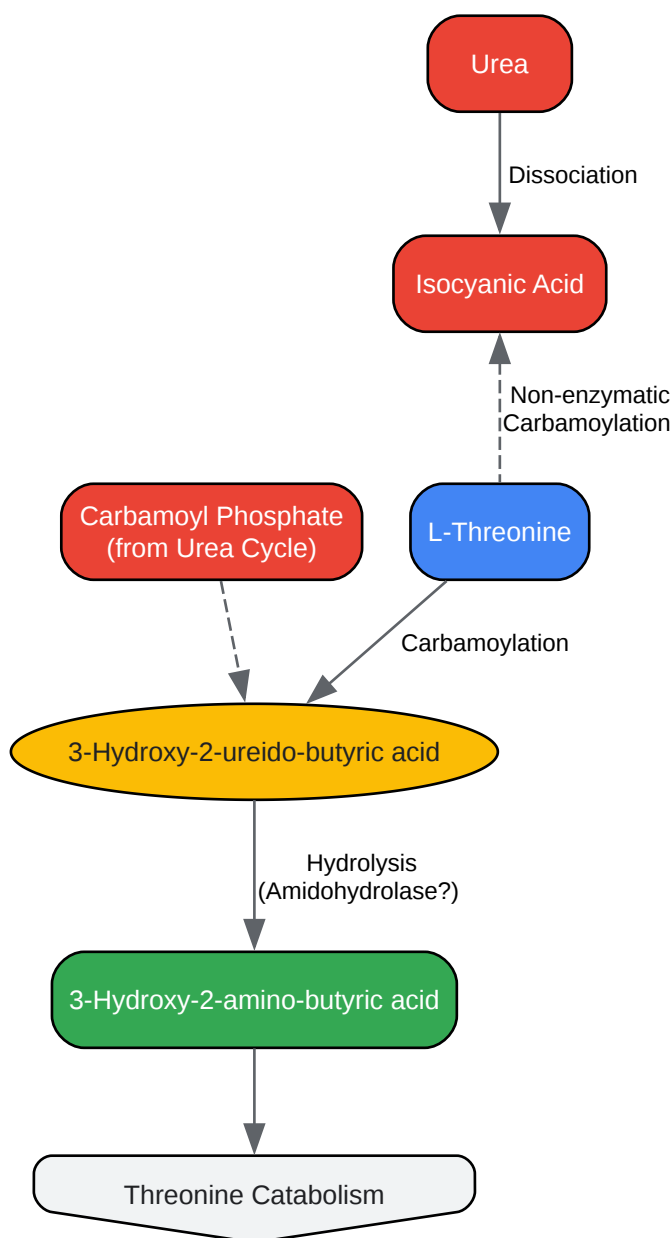 Urea
Dissociation
Isocyanic Acid
Non-enzymatic
Carbamoylation
Carbamoyl Phosphate
(from Urea Cycle)
L-Threonine
Carbamoylation
3-Hydroxy-2-ureido-butyric acid
Hydrolysis
(Amidohydrolase?)
3-Hydroxy-2-amino-butyric acid
Threonine Catabolism